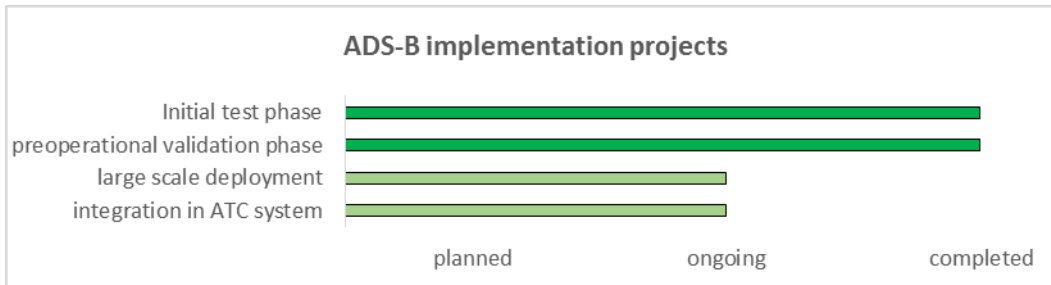 ADS-B implementation projects
Initial test phase
preoperational validation phase
large scale deployment
integration in ATC system
planned ongoing completed